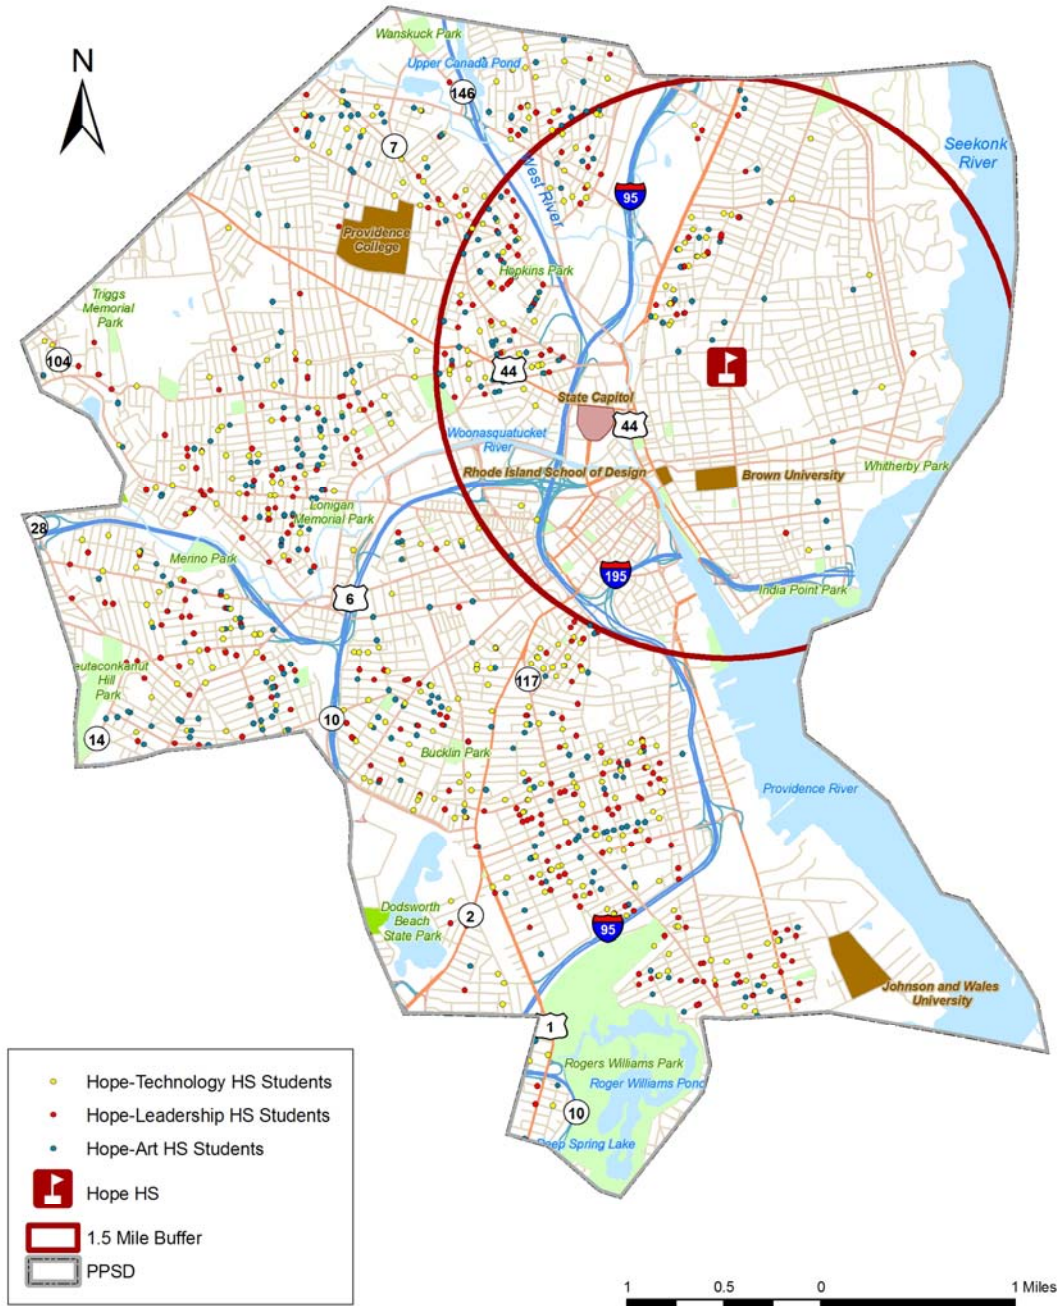 N
Wanskuck Park
Upper Canada Pond
146
7
West River
95
Seekonk
River
Providence
College
Hopkins Park
Triggs
Memorial
Park
104
44
State Capitol
44
Woonasquatucket
River
Rhode Island School of Design
Brown University
Whitherby Park
Lonigan
Memorial Park
28
Merino Park
195
India Point Park
6
eutaconkanut
Hill
Park
117
10
14
Bucklin Park
Providence River
Dodsworth
Beach
State Park
2
95
Johnson and Wales
University
1
Rogers Williams Park
Roger Williams Pond
10
Deep Spring Lake
Hope-Technology HS Students
Hope-Leadership HS Students
Hope-Art HS Students
Hope HS
1.5 Mile Buffer
PPSD
1 0.5 0 1 Miles